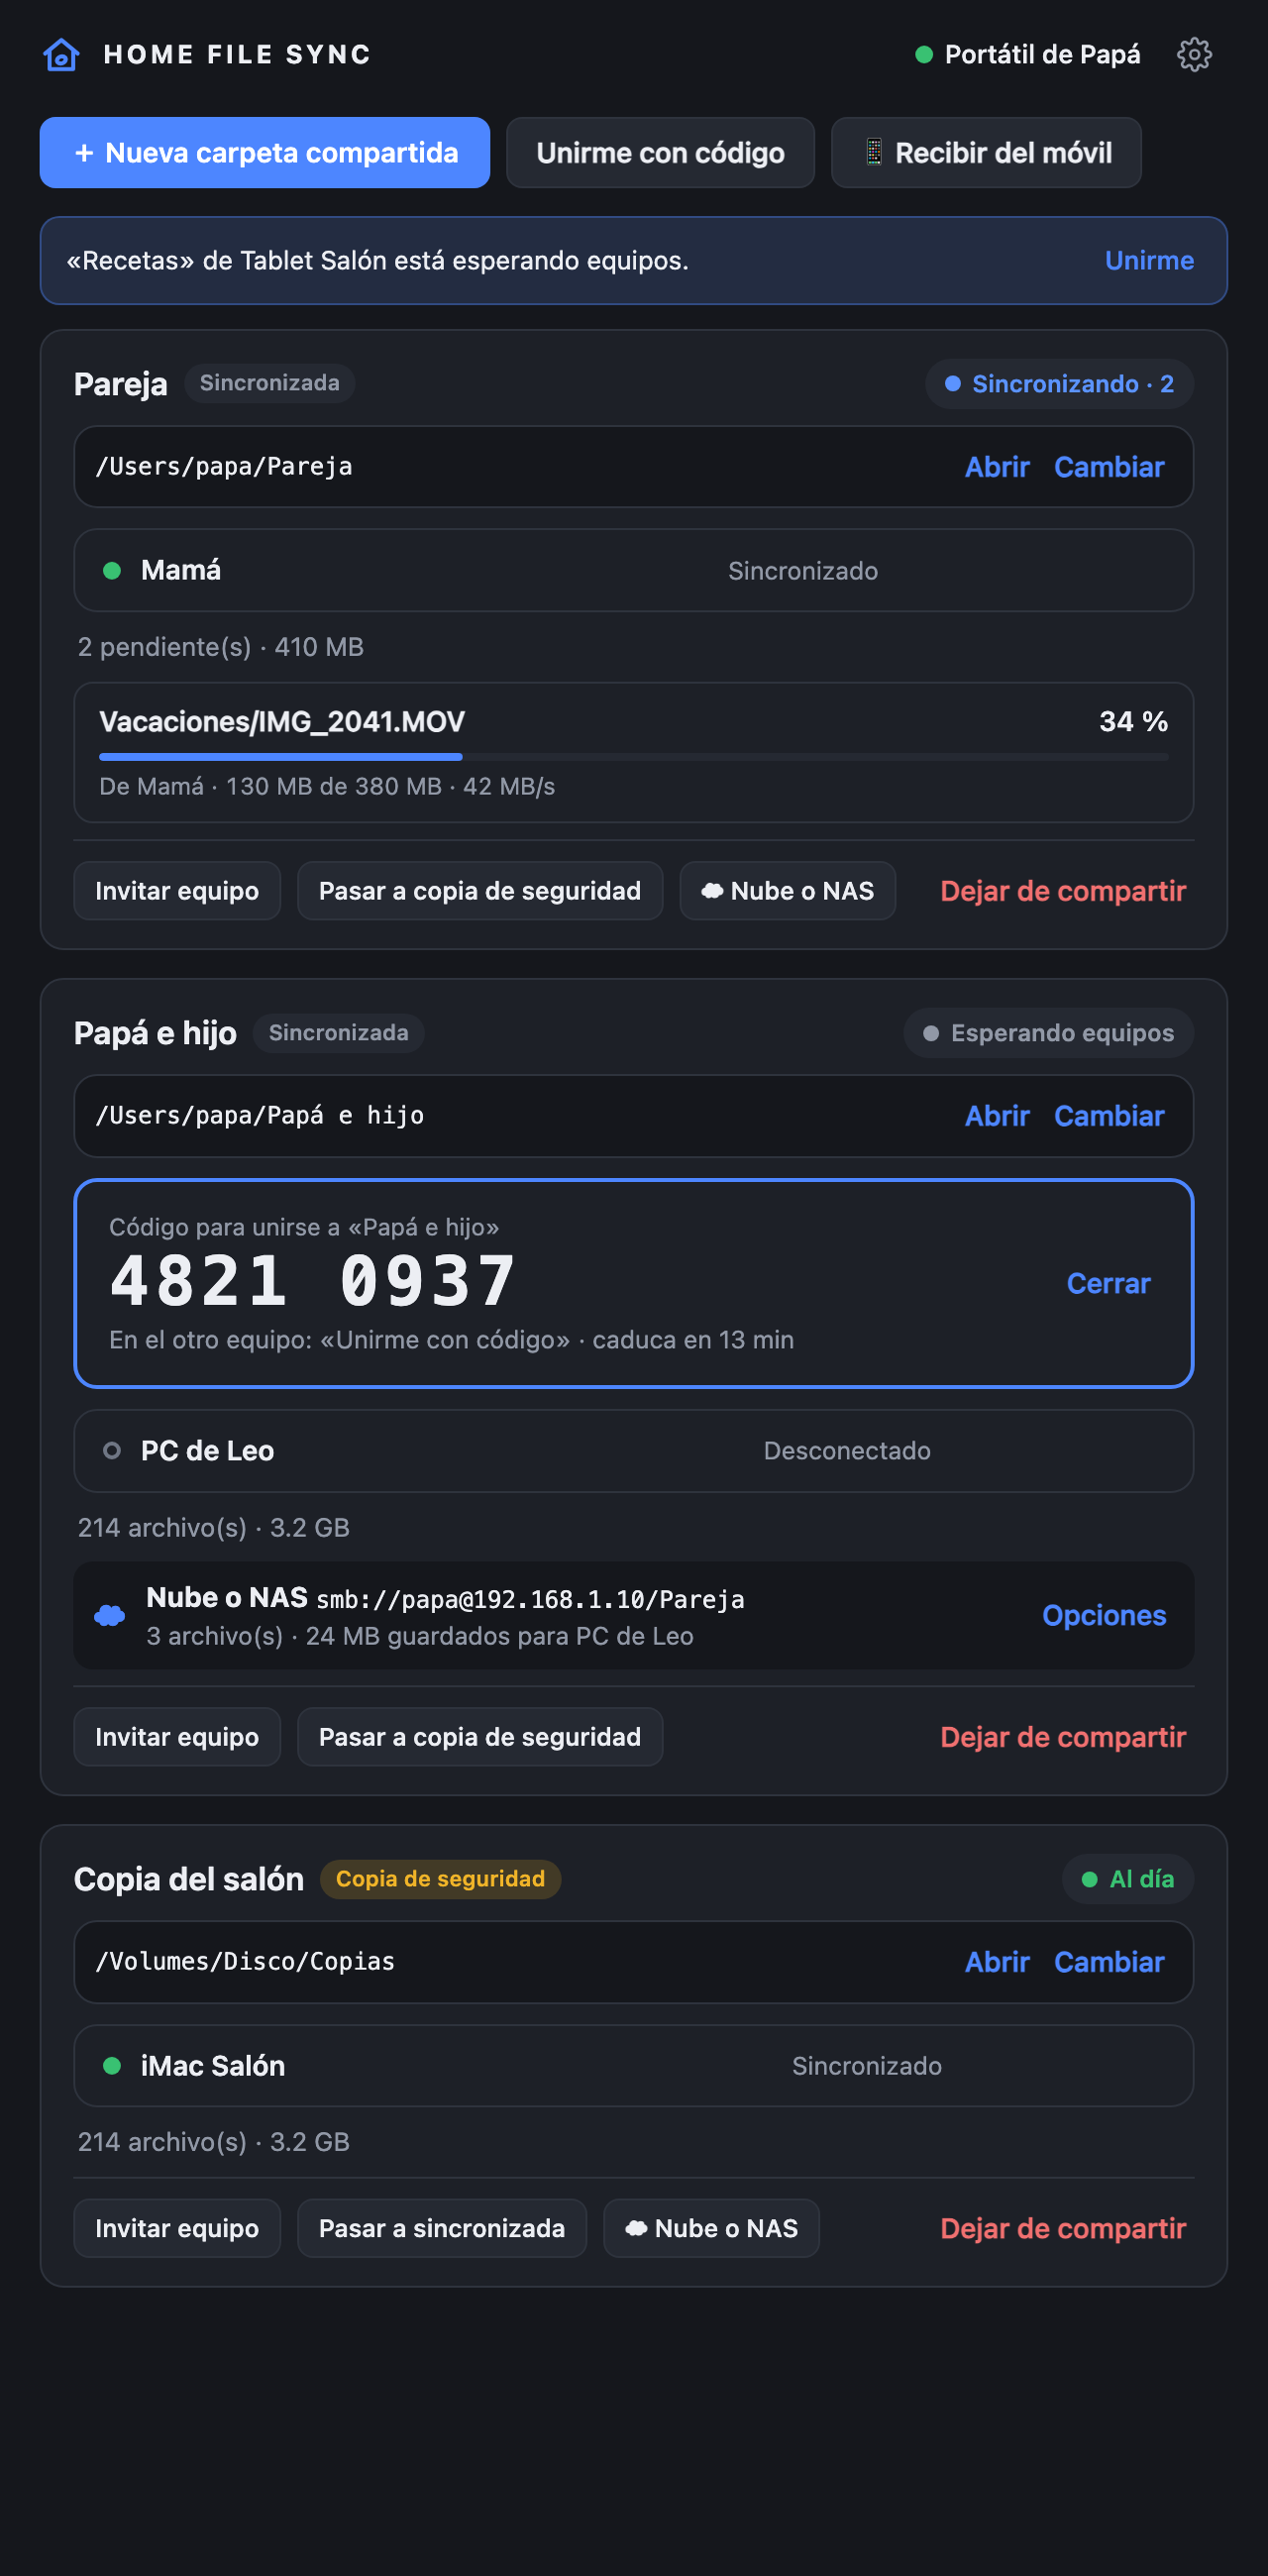 HOME FILE SYNC
Portátil de Papá
+ Nueva carpeta compartida
Unirme con código
Recibir del móvil
«Recetas» de Tablet Salón está esperando equipos.
Unirme
Pareja
Sincronizada
Sincronizando · 2
/Users/papa/Pareja
Abrir
Cambiar
Mamá
Sincronizado
2 pendiente(s) · 410 MB
Vacaciones/IMG_2041.MOV
34 %
De Mamá · 130 MB de 380 MB · 42 MB/s
Invitar equipo
Pasar a copia de seguridad
Nube o NAS
Dejar de compartir
Papá e hijo
Sincronizada
Esperando equipos
/Users/papa/Papá e hijo
Abrir
Cambiar
Código para unirse a «Papá e hijo»
4821 0937
Cerrar
En el otro equipo: «Unirme con código» · caduca en 13 min
PC de Leo
Desconectado
214 archivo(s) · 3.2 GB
Nube o NAS smb://papa@192.168.1.10/Pareja
3 archivo(s) · 24 MB guardados para PC de Leo
Opciones
Invitar equipo
Pasar a copia de seguridad
Dejar de compartir
Copia del salón
Copia de seguridad
Al día
/Volumes/Disco/Copias
Abrir
Cambiar
iMac Salón
Sincronizado
214 archivo(s) · 3.2 GB
Invitar equipo
Pasar a sincronizada
Nube o NAS
Dejar de compartir